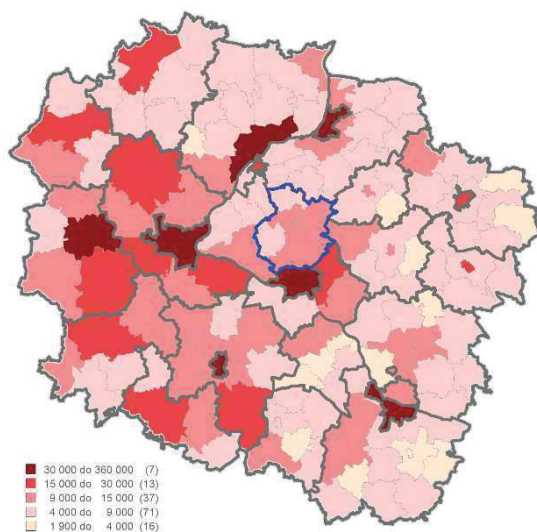 30 000 do 360 000 (7)
15 000 do 30 000 (13)
9 000 do 15 000 (37)
4 000 do 9 000 (71)
1 900 do 4 000 (16)